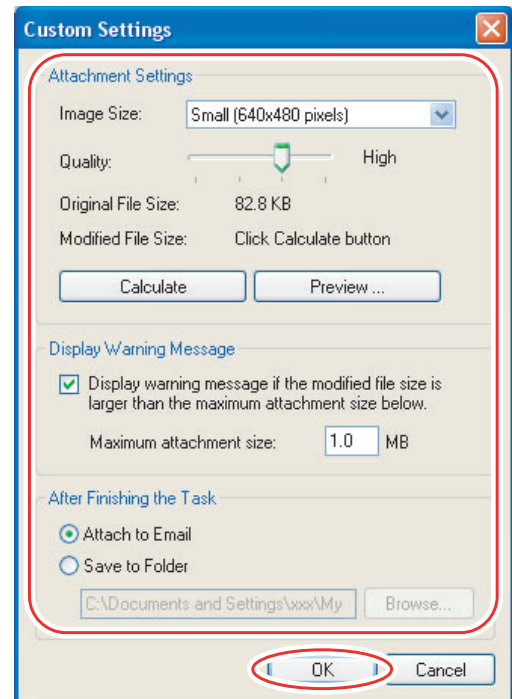 Custom Settings
Attachment Settings
Image Size: Small (640x480 pixels)
Quality: High
Original File Size: 82.8 KB
Modified File Size: Click Calculate button
Calculate Preview ...
Display Warning Message
Display warning message if the modified file size is
larger than the maximum attachment size below.
Maximum attachment size: 1.0 MB
After Finishing the Task
Attach to Email
Save to Folder
C:\Documents and Settings\xxx\My Browse...
OK Cancel